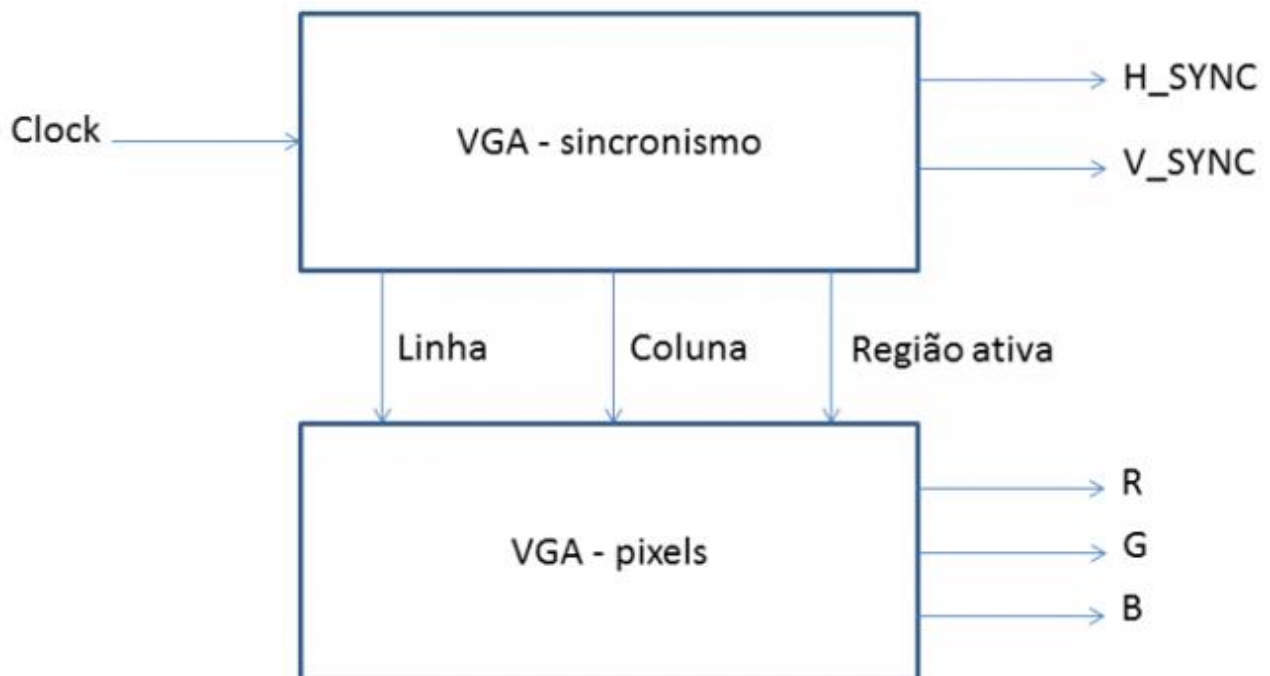 Clock
VGA - sincronismo
H_SYNC
V_SYNC
Linha
Coluna
Região ativa
VGA - pixels
R
G
B